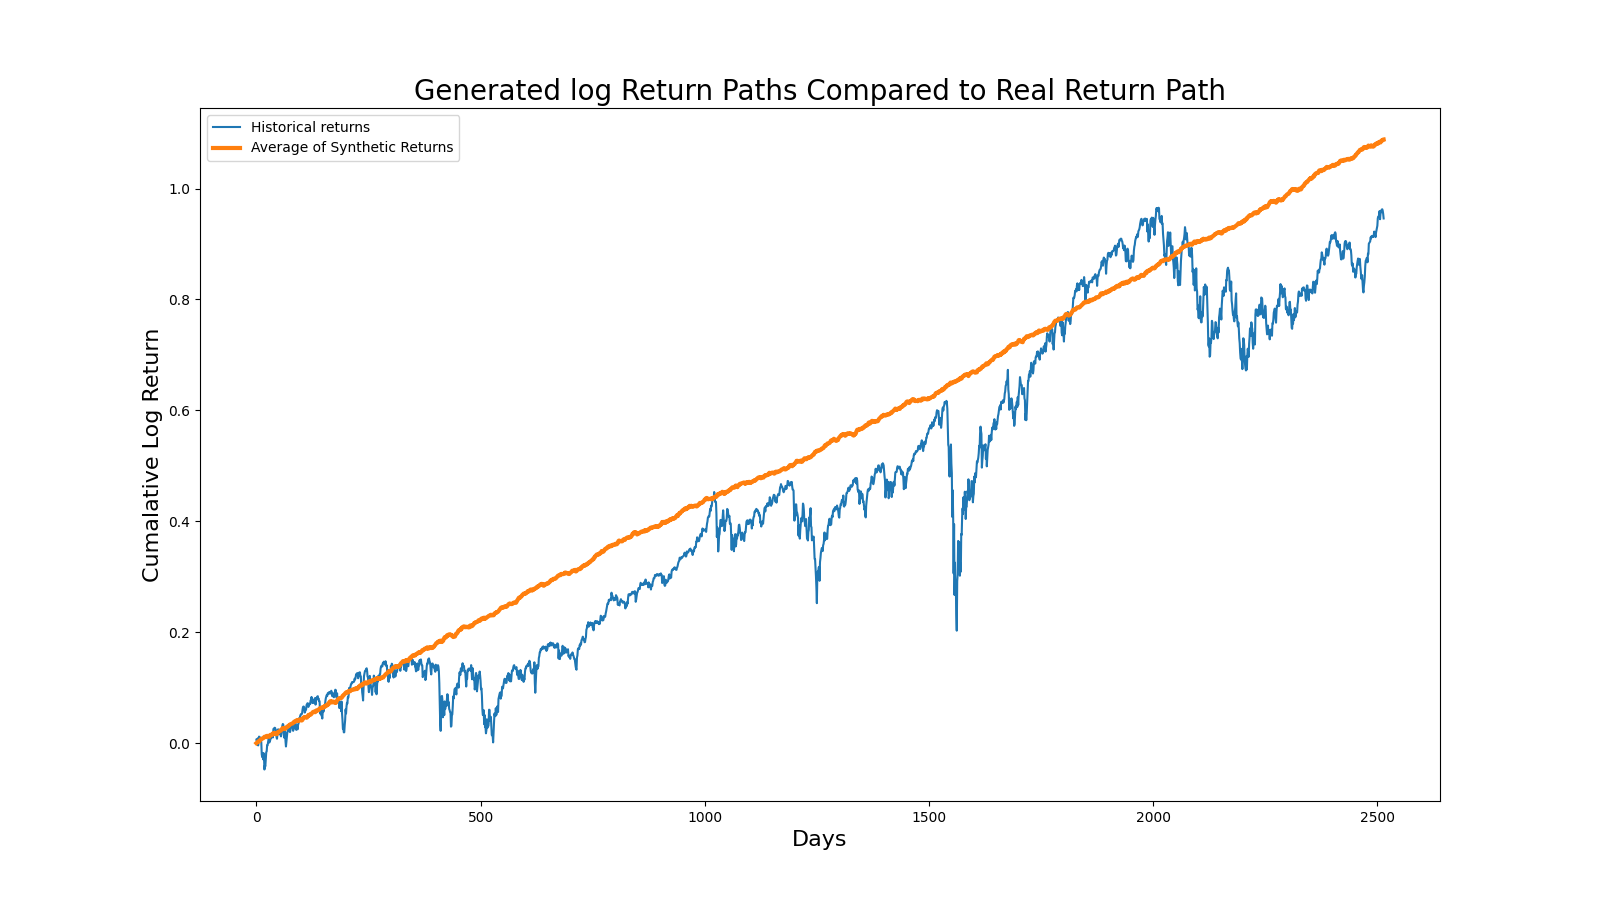 Generated log Return Paths Compared to Real Return Path
Historical returns
Average of Synthetic Returns
Cumalative Log Return
1.0
0.8
0.6
0.4
0.2
0.0
0 500 1000 1500 2000 2500
Days